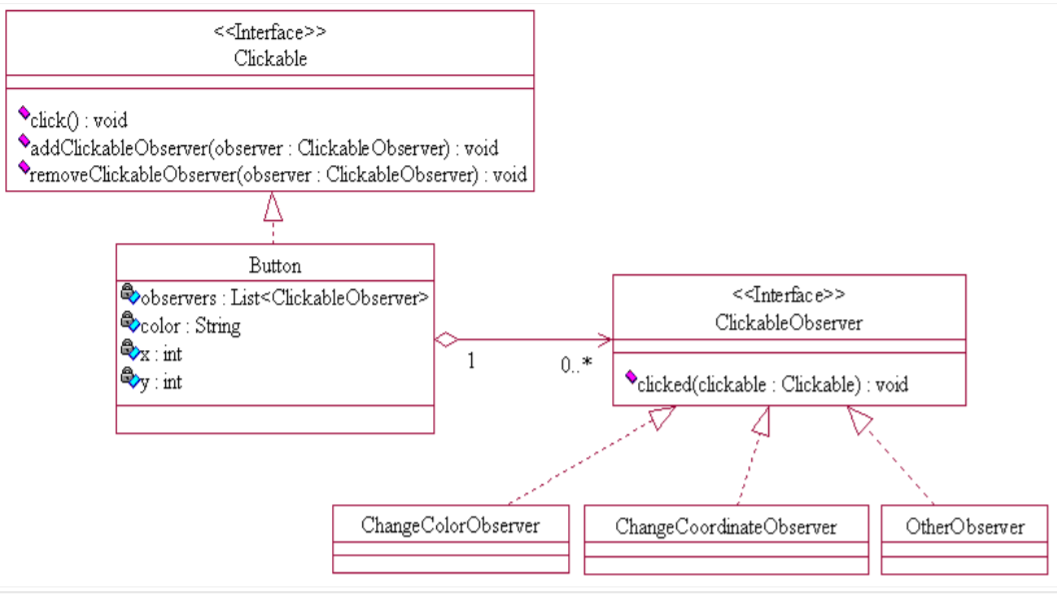 <<Interface>>
Clickable
click() : void
addClickableObserver(observer : ClickableObserver) : void
removeClickableObserver(observer : ClickableObserver) : void
Button
observers : List<ClickableObserver>
color : String
x : int
y : int
1
0..*
<<Interface>>
ClickableObserver
clicked(clickable : Clickable) : void
ChangeColorObserver
ChangeCoordinateObserver
OtherObserver